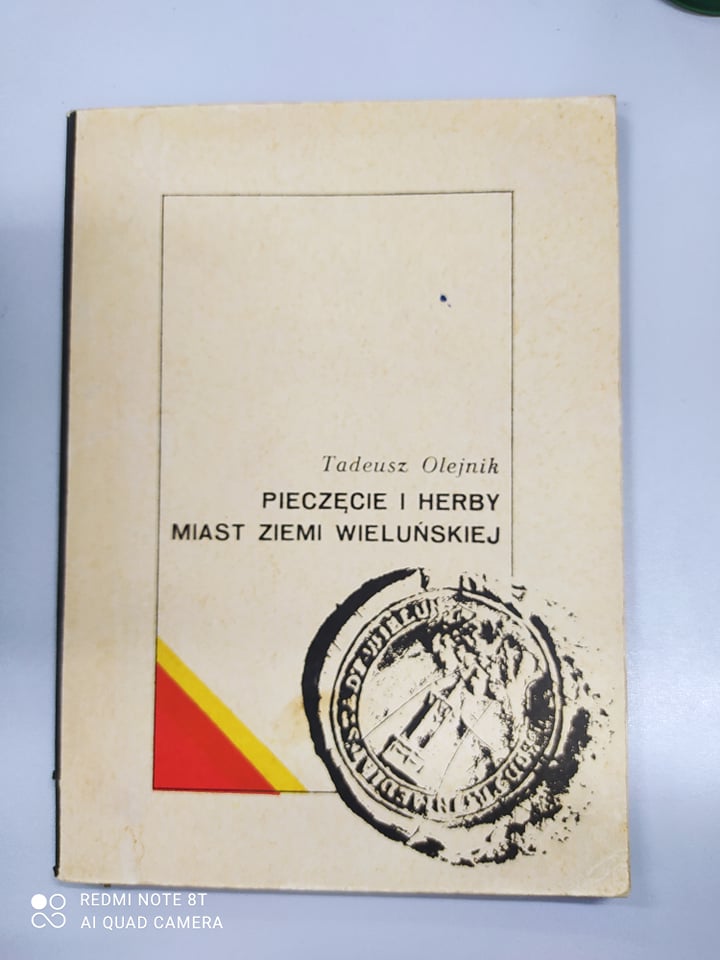 Tadeusz Olejnik
PIECZĘCIE I HERBY
MIAST ZIEMI WIELUŃSKIEJ
REDMI NOTE 8T
AI QUAD CAMERA